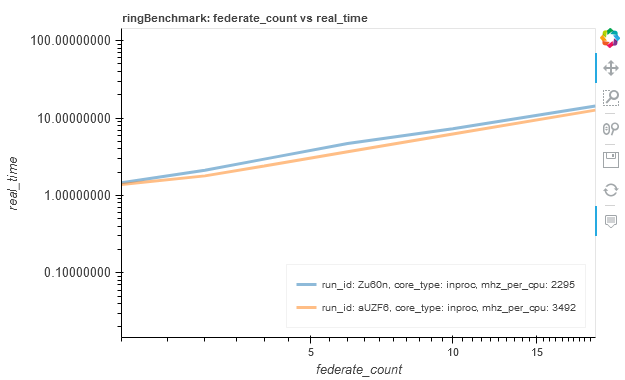 ringBenchmark: federate_count vs real_time
100.00000000
10.00000000
1.00000000
0.10000000
real_time
run_id: Zu60n, core_type: inproc, mhz_per_cpu: 2295
run_id: aUZF6, core_type: inproc, mhz_per_cpu: 3492
5
10
15
federate_count